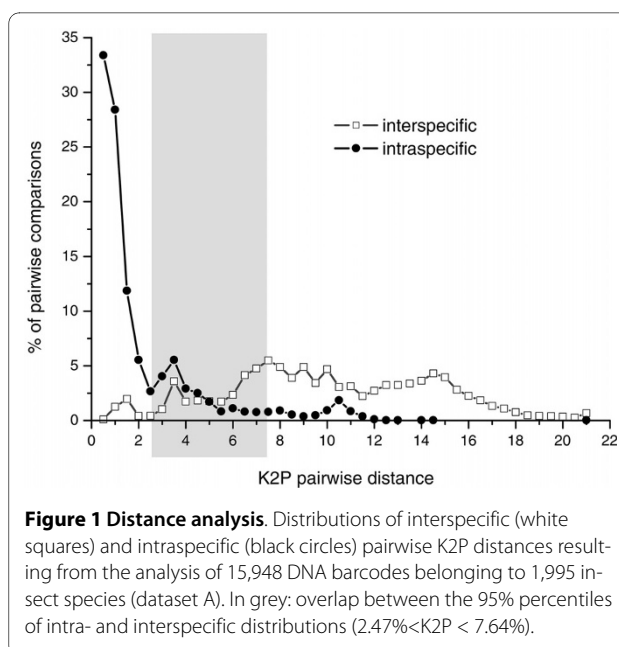 35
30
25
20
15
10
5
0
% of pairwise comparisons
interspecific
intraspecific
0 2 4 6 8 10 12 14 16 18 20 22
K2P pairwise distance
Figure 1 Distance analysis. Distributions of interspecific (white
squares) and intraspecific (black circles) pairwise K2P distances result-
ing from the analysis of 15,948 DNA barcodes belonging to 1,995 in-
sect species (dataset A). In grey: overlap between the 95% percentiles
of intra- and interspecific distributions (2.47%<K2P < 7.64%).